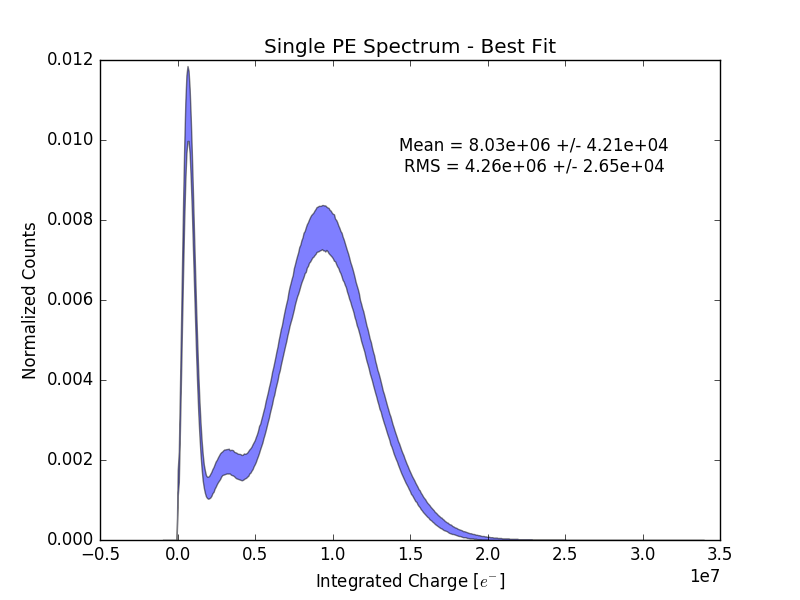 Single PE Spectrum - Best Fit
0.012
0.010
0.008
0.006
0.004
0.002
0.000
Normalized Counts
Mean = 8.03e+06 +/- 4.21e+04
RMS = 4.26e+06 +/- 2.65e+04
−0.5 0.0 0.5 1.0 1.5 2.0 2.5 3.0 3.5
1e7
Integrated Charge [e⁻]